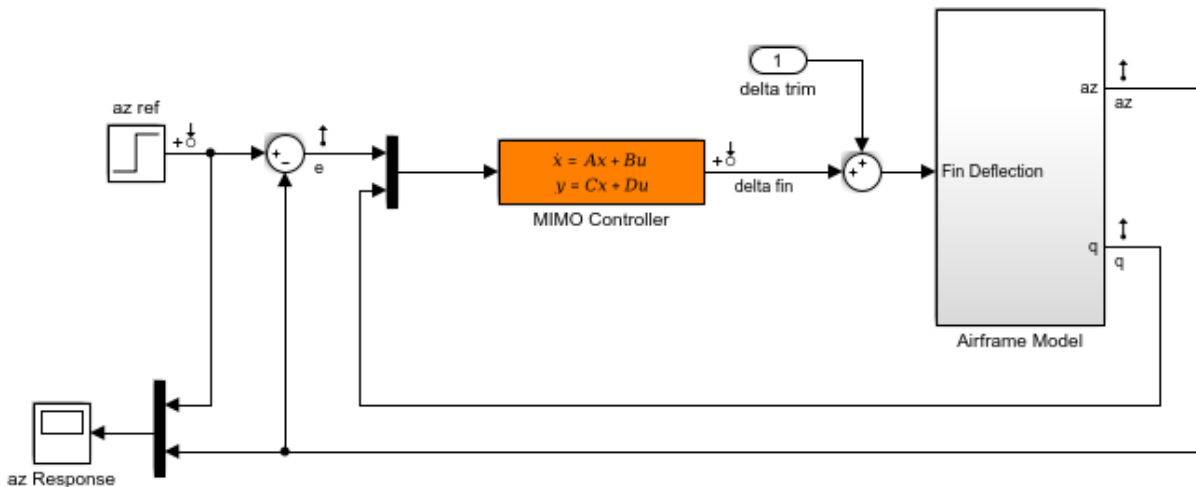 1
delta trim
az ref
+
e
+
−
ẋ = Ax + Bu
y = Cx + Du
MIMO Controller
+
delta fin
+
+
Fin Deflection
az
az
q
q
Airframe Model
az Response